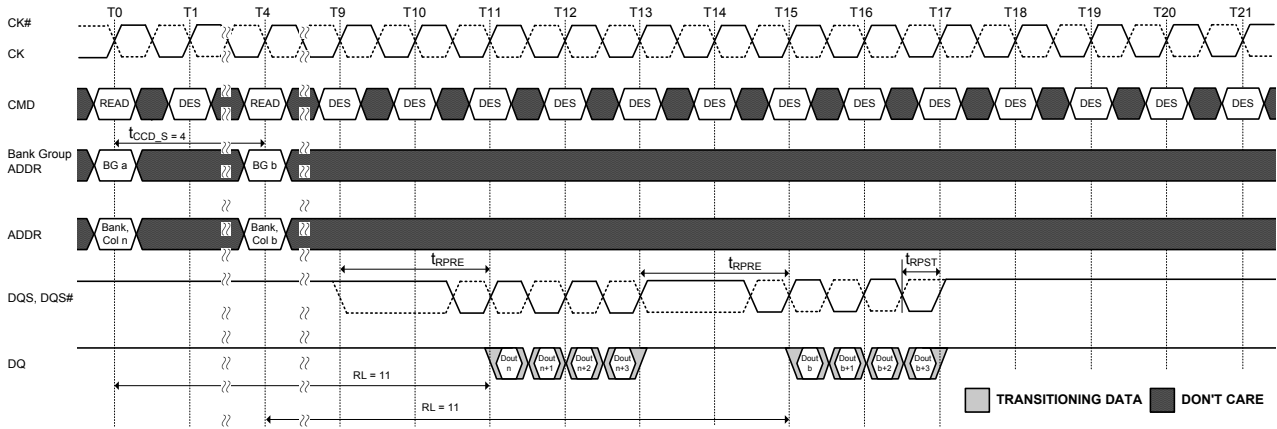 T0 T1 T4 T9 T10 T11 T12 T13 T14 T15 T16 T17 T18 T19 T20 T21
CK#
CK
CMD READ DES READ DES DES DES DES DES DES DES DES DES DES DES DES DES
tCCD_S = 4
Bank Group
ADDR
BG a BG b
ADDR
Bank, Col n
Bank, Col b
tRPRE tRPRE tRPST
DQS, DQS#
DQ
Dout n
Dout n+1
Dout n+2
Dout n+3
Dout b
Dout b+1
Dout b+2
Dout b+3
RL = 11
RL = 11
TRANSITIONING DATA DON'T CARE